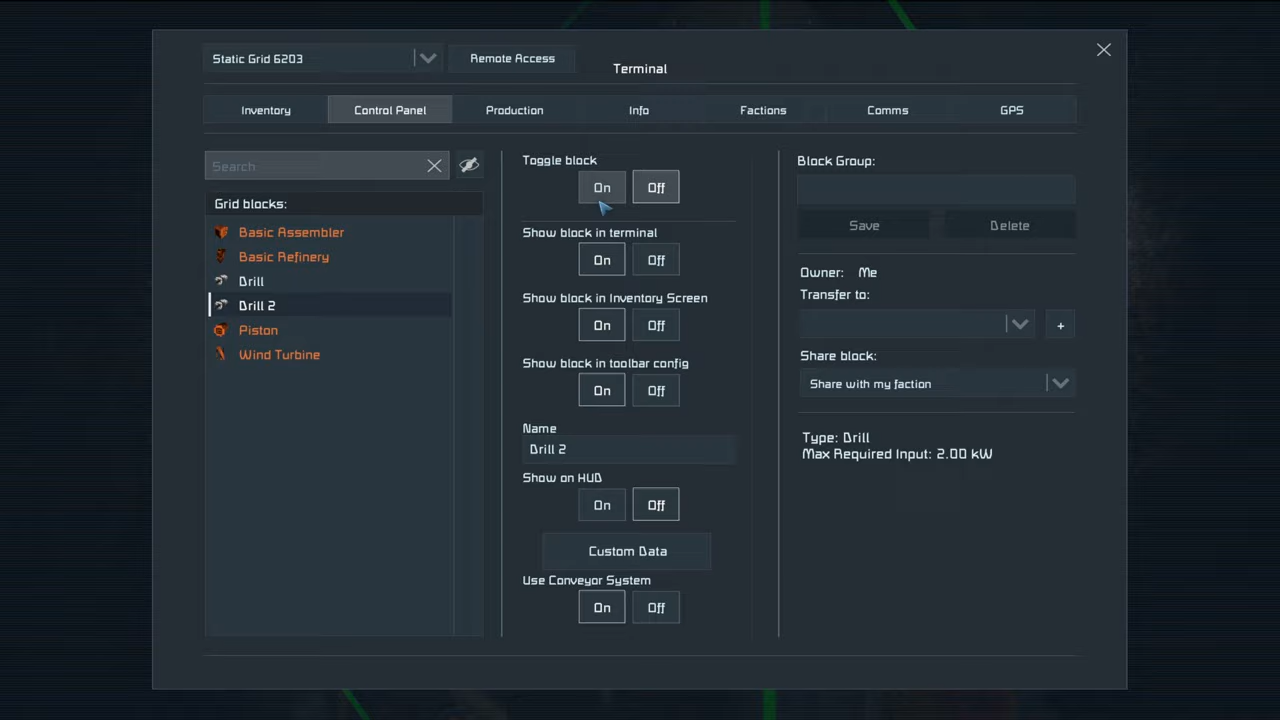 Static Grid 6203
Remote Access
Terminal
Inventory
Control Panel
Production
Info
Factions
Comms
GPS
Search
Grid blocks:
Basic Assembler
Basic Refinery
Drill
Drill 2
Piston
Wind Turbine
Toggle block
On Off
Show block in terminal
On Off
Show block in Inventory Screen
On Off
Show block in toolbar config
On Off
Name
Drill 2
Show on HUD
On Off
Custom Data
Use Conveyor System
On Off
Block Group:
Save Delete
Owner: Me
Transfer to:
+
Share block:
Share with my faction
Type: Drill
Max Required Input: 2.00 kW